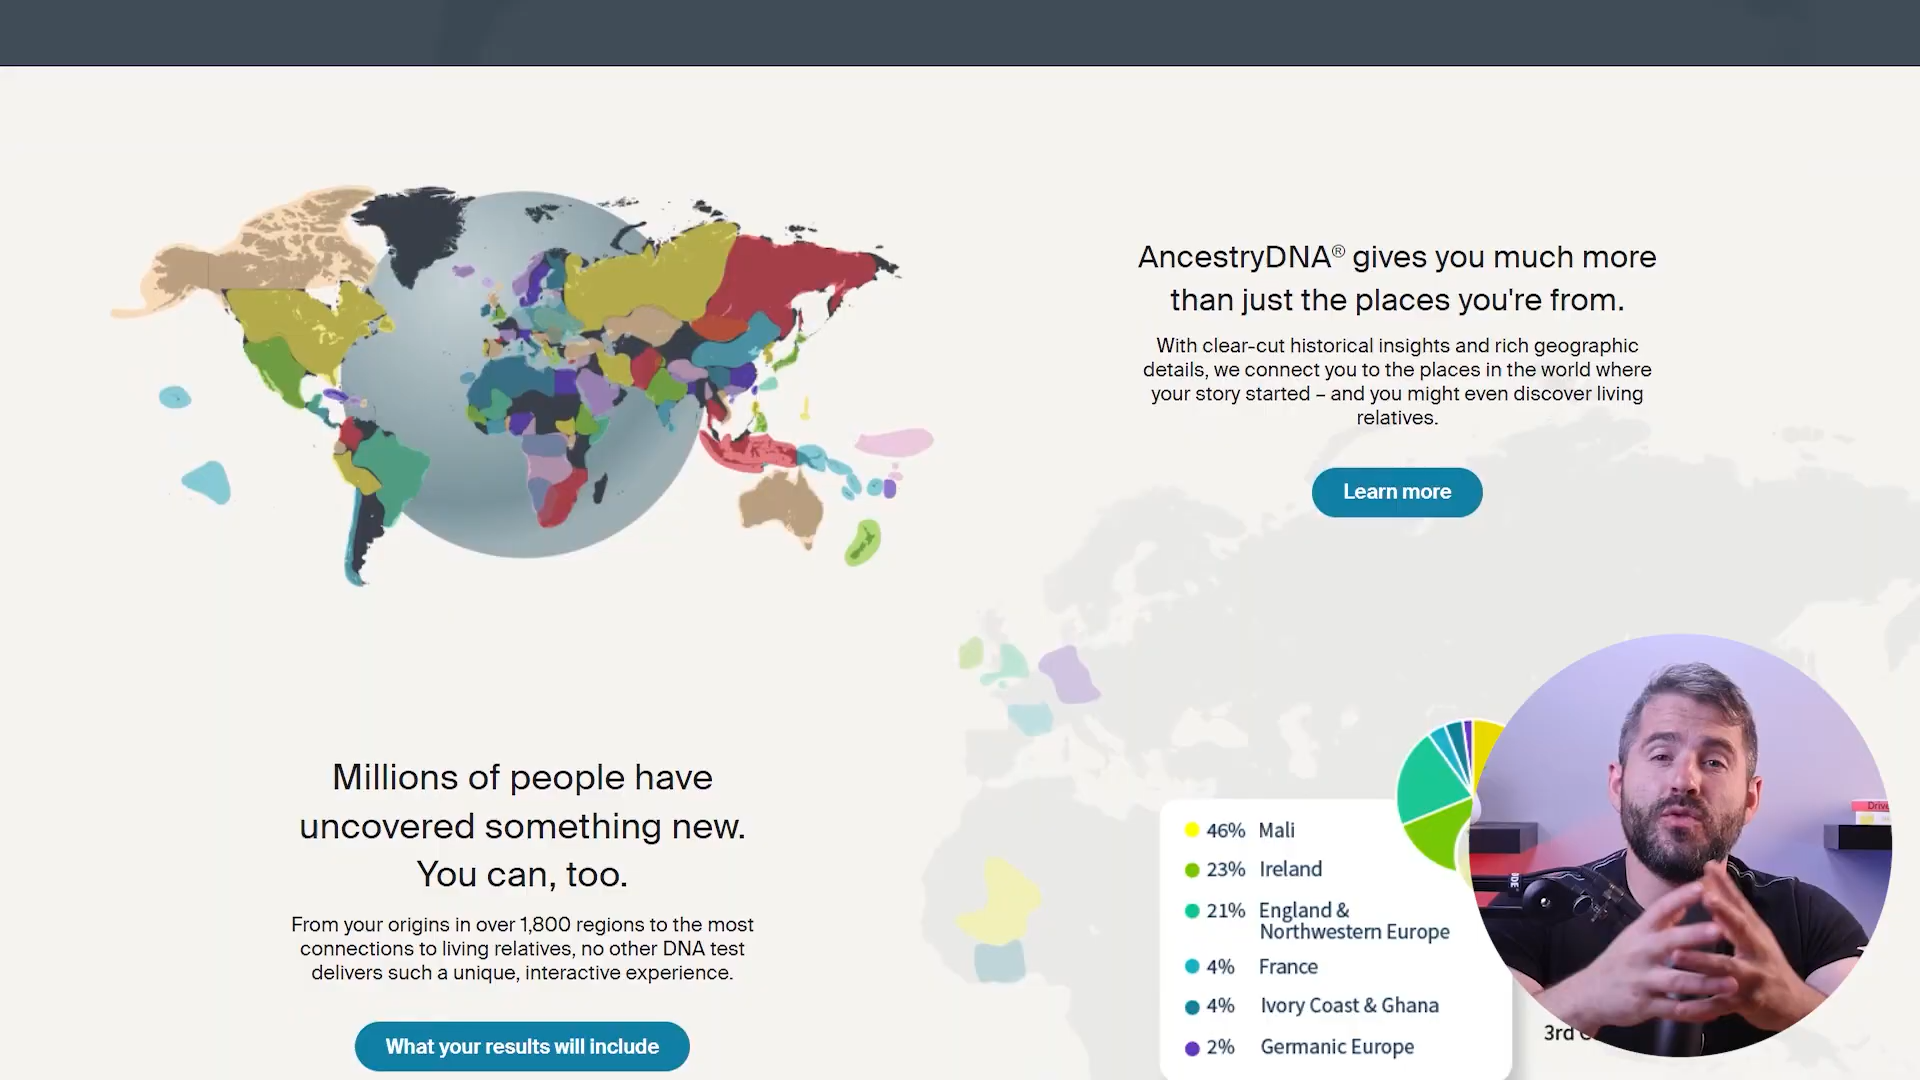 AncestryDNA® gives you much more
than just the places you're from.
With clear-cut historical insights and rich geographic
details, we connect you to the places in the world where
your story started – and you might even discover living
relatives.
Learn more
Millions of people have
uncovered something new.
You can, too.
From your origins in over 1,800 regions to the most
connections to living relatives, no other DNA test
delivers such a unique, interactive experience.
What your results will include
46% Mali
23% Ireland
21% England &
Northwestern Europe
4% France
4% Ivory Coast & Ghana
2% Germanic Europe
3rd
Drive